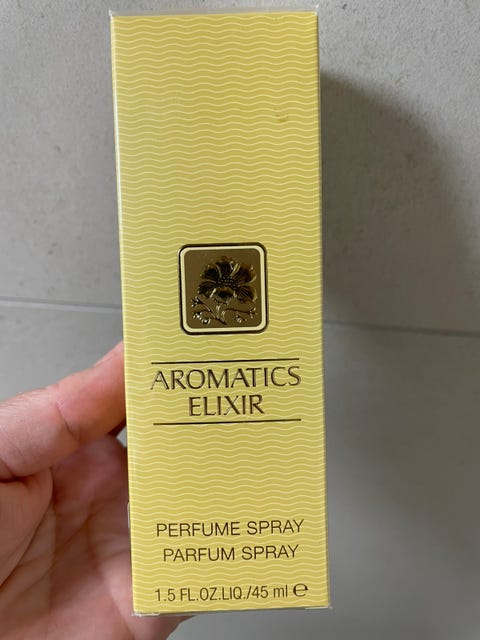 AROMATICS
ELIXIR
PERFUME SPRAY
PARFUM SPRAY
1.5 FL.OZ.LIQ./45 ml ℮